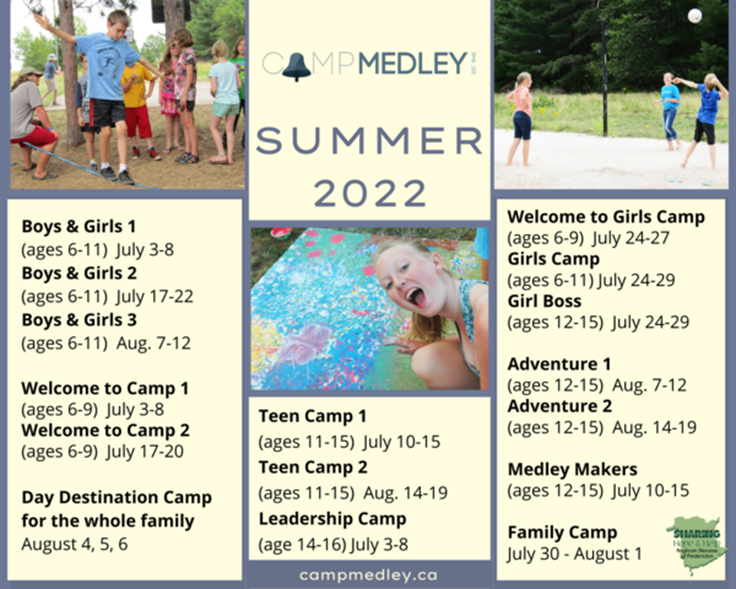 CAMPMEDLEY
SUMMER
2022
Boys & Girls 1
(ages 6-11) July 3-8
Boys & Girls 2
(ages 6-11) July 17-22
Boys & Girls 3
(ages 6-11) Aug. 7-12
Welcome to Camp 1
(ages 6-9) July 3-8
Welcome to Camp 2
(ages 6-9) July 17-20
Day Destination Camp
for the whole family
August 4, 5, 6
Teen Camp 1
(ages 11-15) July 10-15
Teen Camp 2
(ages 11-15) Aug. 14-19
Leadership Camp
(age 14-16) July 3-8
campmedley.ca
Welcome to Girls Camp
(ages 6-9) July 24-27
Girls Camp
(ages 6-11) July 24-29
Girl Boss
(ages 12-15) July 24-29
Adventure 1
(ages 12-15) Aug. 7-12
Adventure 2
(ages 12-15) Aug. 14-19
Medley Makers
(ages 12-15) July 10-15
Family Camp
July 30 - August 1
SHARING
Hope & Help
Anglican Diocese
of Fredericton